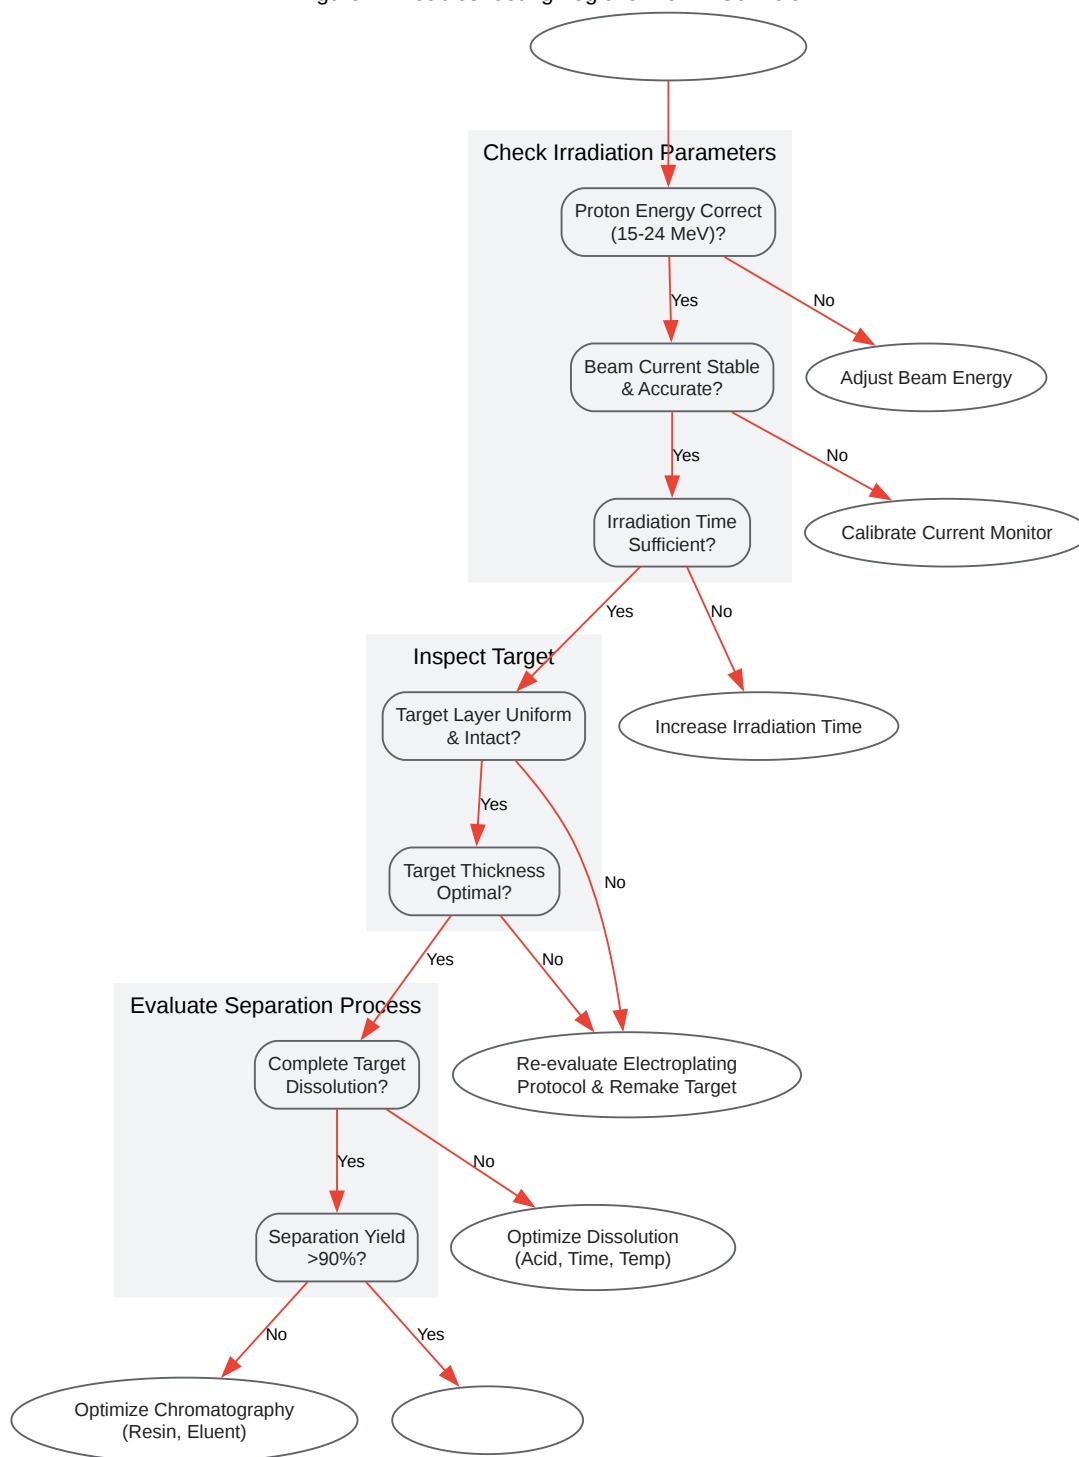 Check Irradiation Parameters
Proton Energy Correct
(15-24 MeV)?
Yes
No
Beam Current Stable
& Accurate?
Adjust Beam Energy
Yes
No
Irradiation Time
Sufficient?
Calibrate Current Monitor
Yes
No
Inspect Target
Target Layer Uniform
& Intact?
Increase Irradiation Time
Yes
Target Thickness
Optimal?
No
Yes
No
Evaluate Separation Process
Complete Target
Dissolution?
Re-evaluate Electroplating
Protocol & Remake Target
Yes
No
Separation Yield
>90%?
Optimize Dissolution
(Acid, Time, Temp)
No
Yes
Optimize Chromatography
(Resin, Eluent)